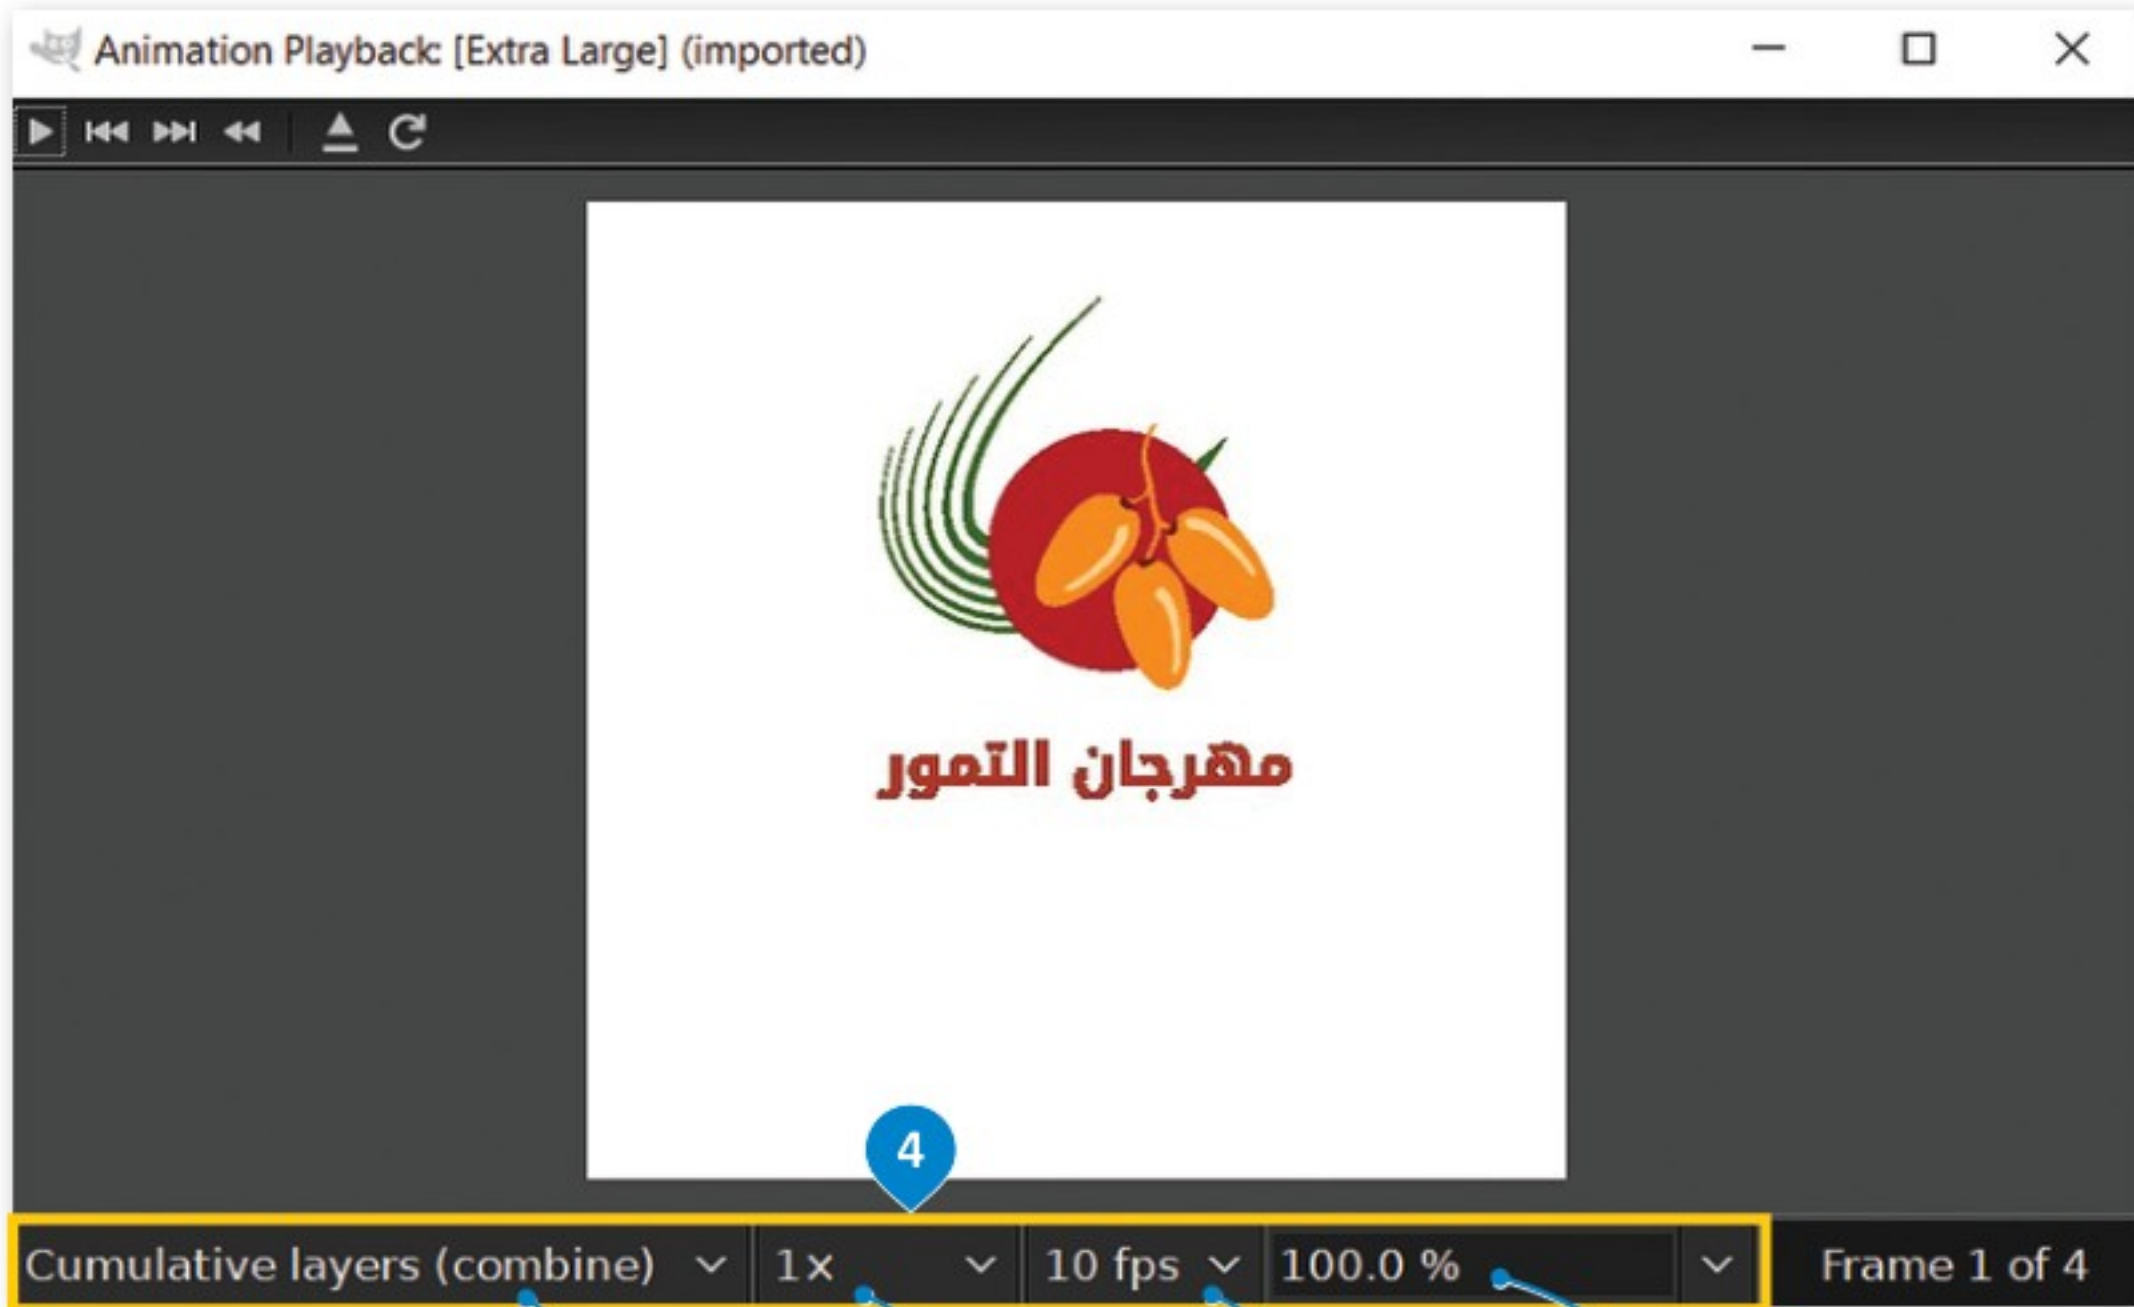 Animation Playback: [Extra Large] (imported)
مهرجان التمور
4
Cumulative layers (combine) 1x 10 fps 100.0 % Frame 1 of 4